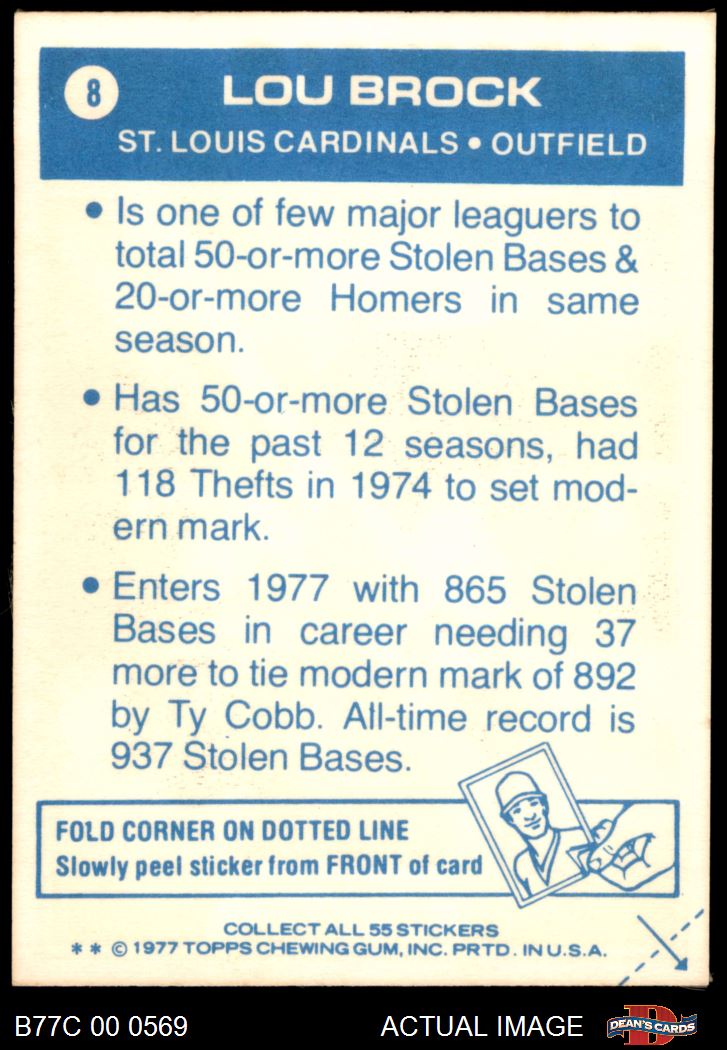 8
LOU BROCK
ST. LOUIS CARDINALS • OUTFIELD
• Is one of few major leaguers to
total 50-or-more Stolen Bases &
20-or-more Homers in same
season.
• Has 50-or-more Stolen Bases
for the past 12 seasons, had
118 Thefts in 1974 to set mod-
ern mark.
• Enters 1977 with 865 Stolen
Bases in career needing 37
more to tie modern mark of 892
by Ty Cobb. All-time record is
937 Stolen Bases.
FOLD CORNER ON DOTTED LINE
Slowly peel sticker from FRONT of card
COLLECT ALL 55 STICKERS
* * © 1977 TOPPS CHEWING GUM, INC. PRTD. IN U.S.A.
B77C 00 0569 ACTUAL IMAGE
D
DEAN'S CARDS